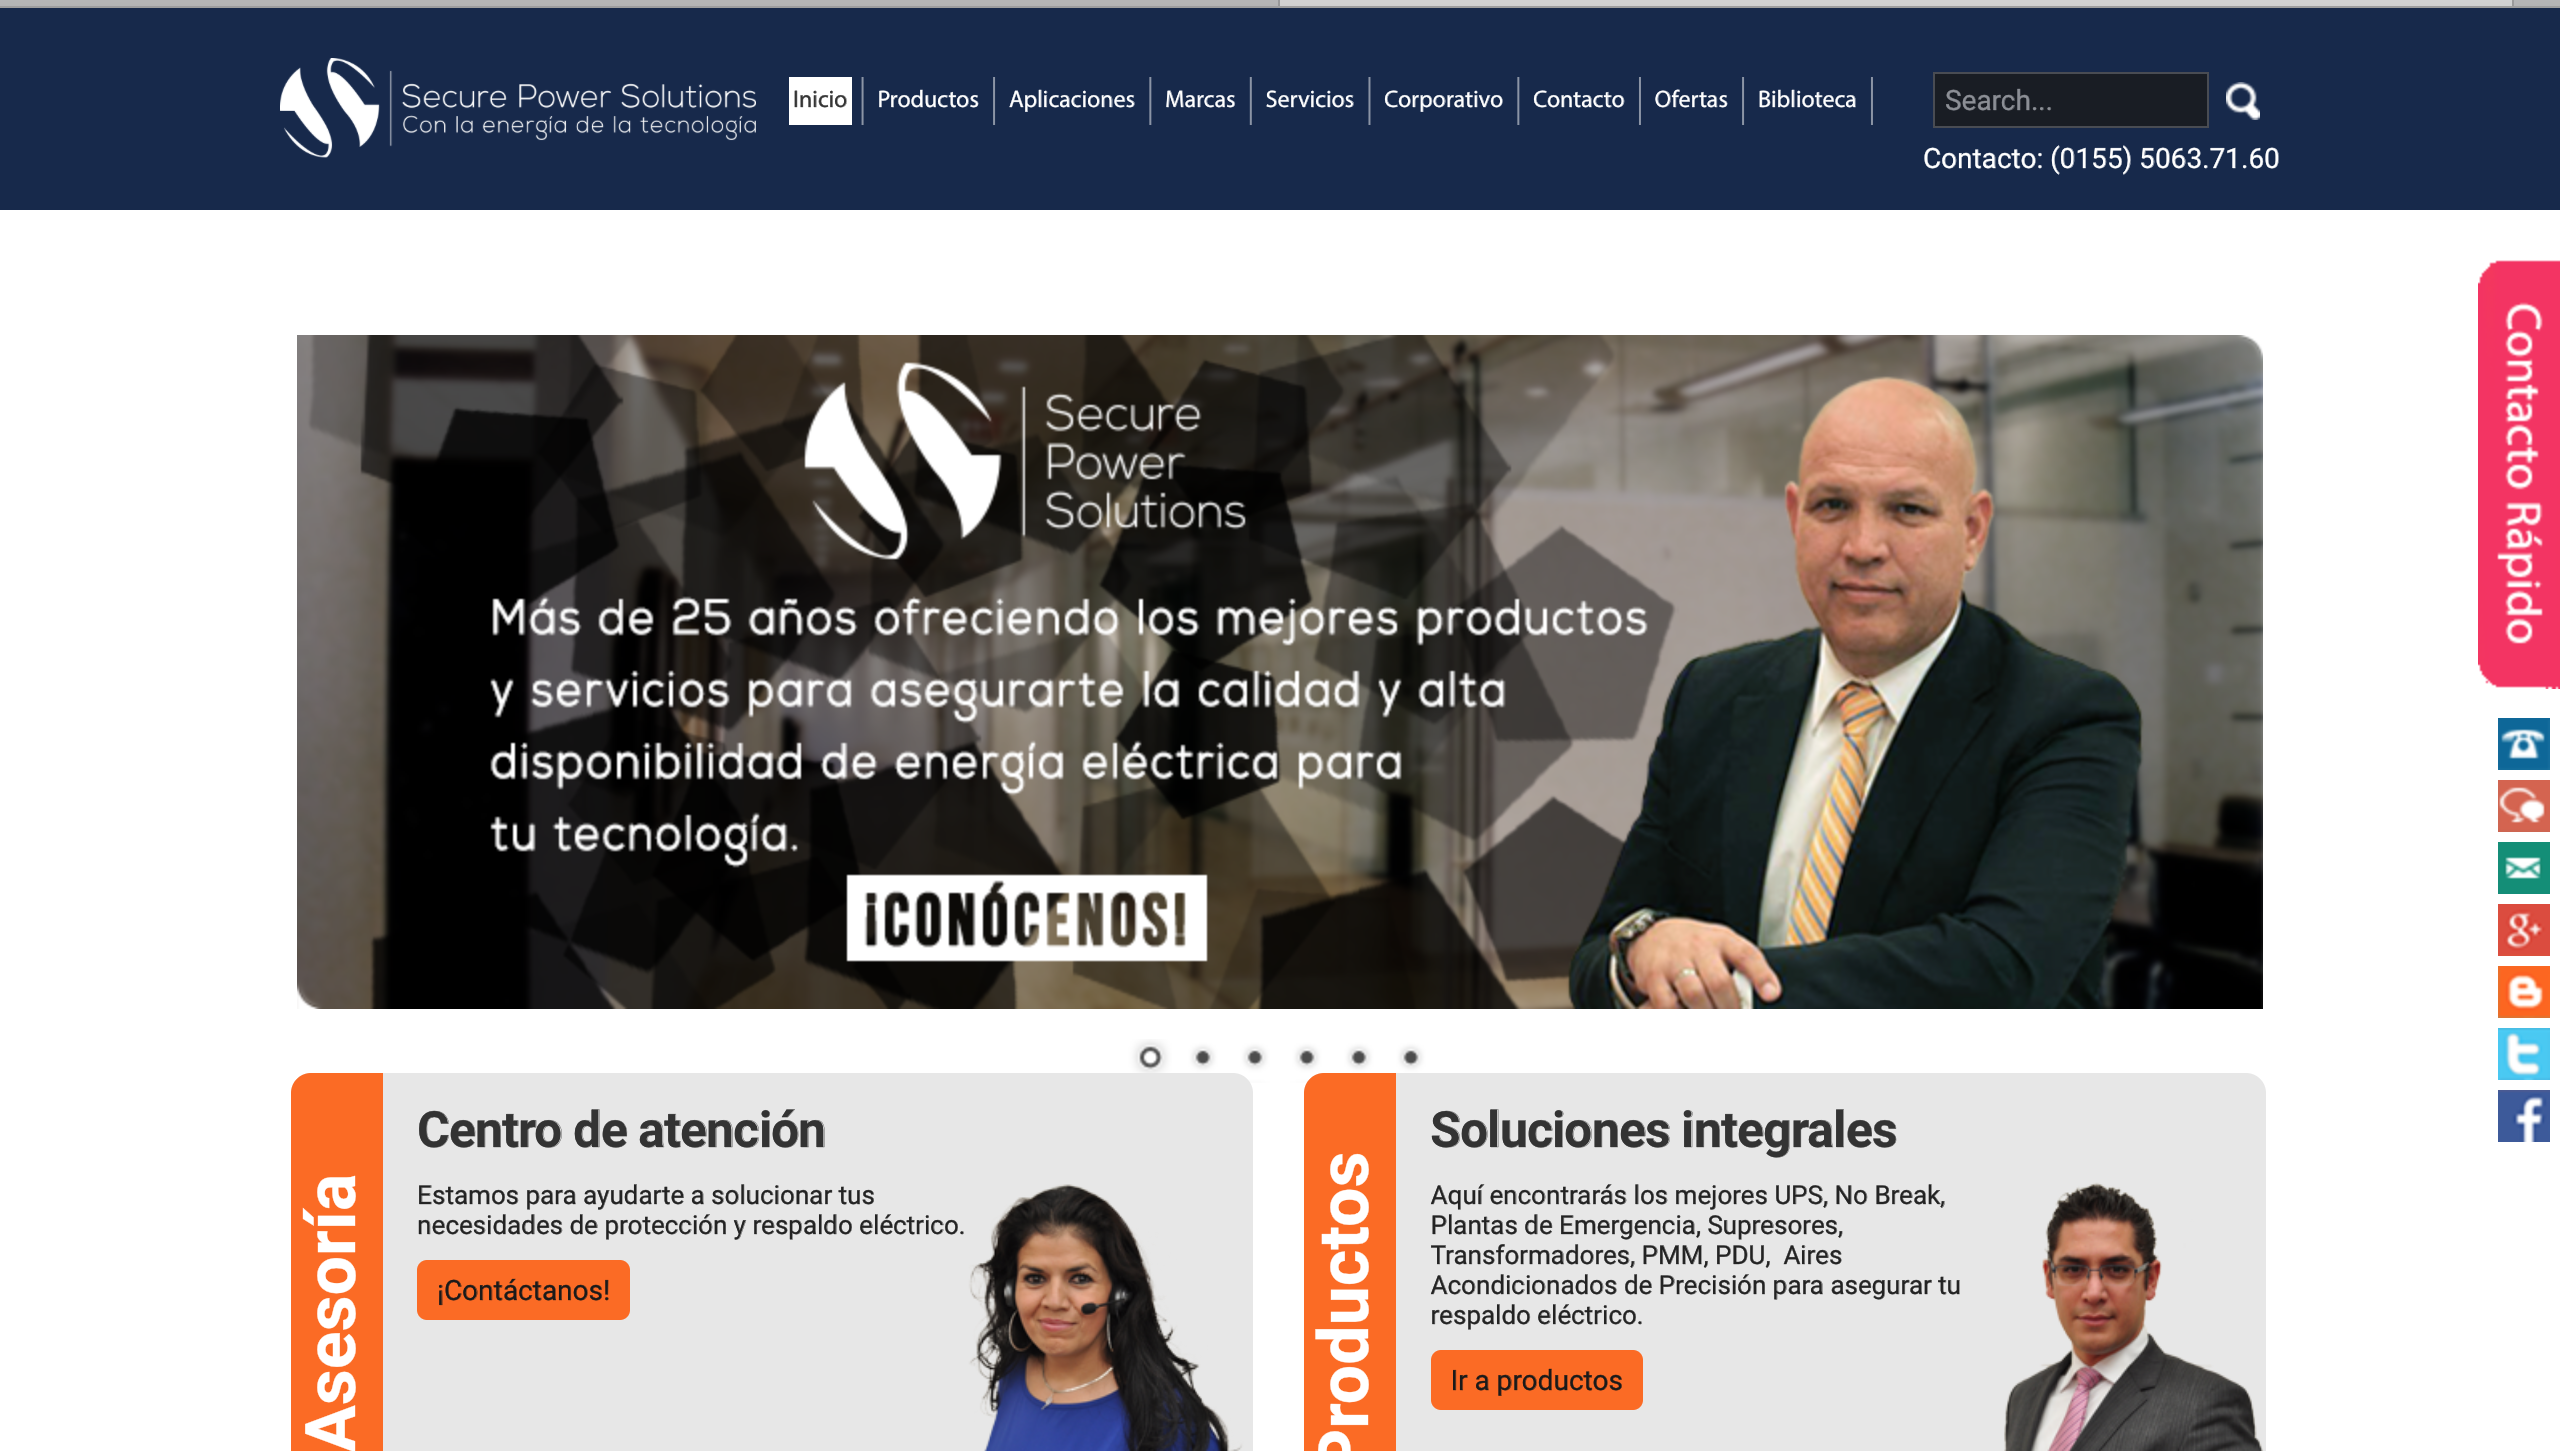 Secure Power Solutions
Con la energía de la tecnología
Inicio Productos Aplicaciones Marcas Servicios Corporativo Contacto Ofertas Biblioteca
Search...
Contacto: (0155) 5063.71.60
Contacto Rápido
Secure
Power
Solutions
Más de 25 años ofreciendo los mejores productos
y servicios para asegurarte la calidad y alta
disponibilidad de energía eléctrica para
tu tecnología.
¡CONÓCENOS!
Asesoría
Centro de atención
Estamos para ayudarte a solucionar tus
necesidades de protección y respaldo eléctrico.
¡Contáctanos!
Productos
Soluciones integrales
Aquí encontrarás los mejores UPS, No Break,
Plantas de Emergencia, Supresores,
Transformadores, PMM, PDU,  Aires
Acondicionados de Precisión para asegurar tu
respaldo eléctrico.
Ir a productos